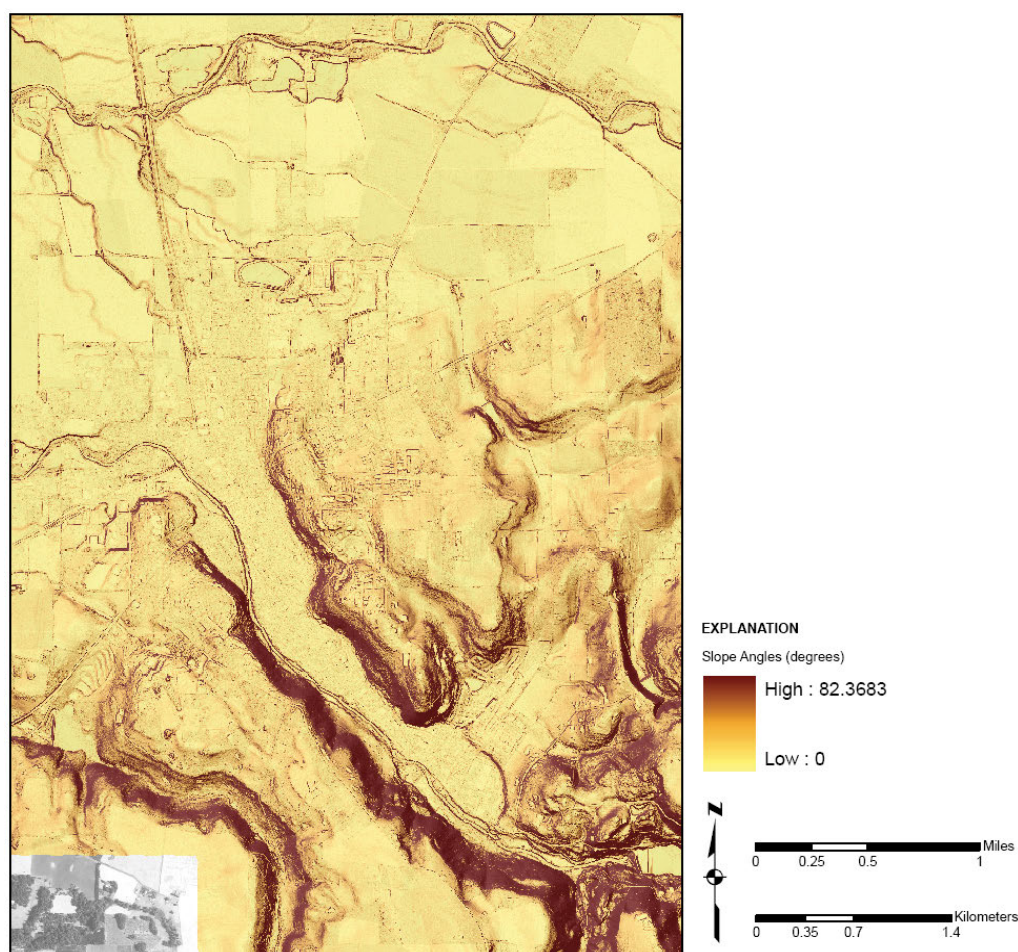 EXPLANATION
Slope Angles (degrees)
High : 82.3683
Low : 0
N
Miles
0 0.25 0.5 1
Kilometers
0 0.35 0.7 1.4